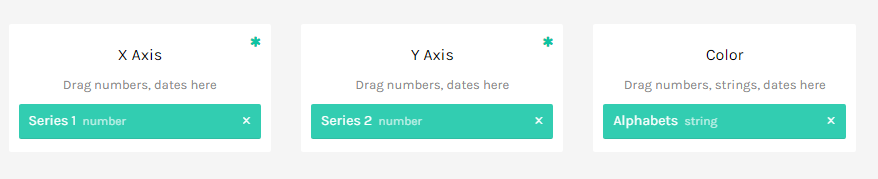 X Axis
*
Drag numbers, dates here
Series 1 number ×
Y Axis
*
Drag numbers, dates here
Series 2 number ×
Color
Drag numbers, strings, dates here
Alphabets string ×